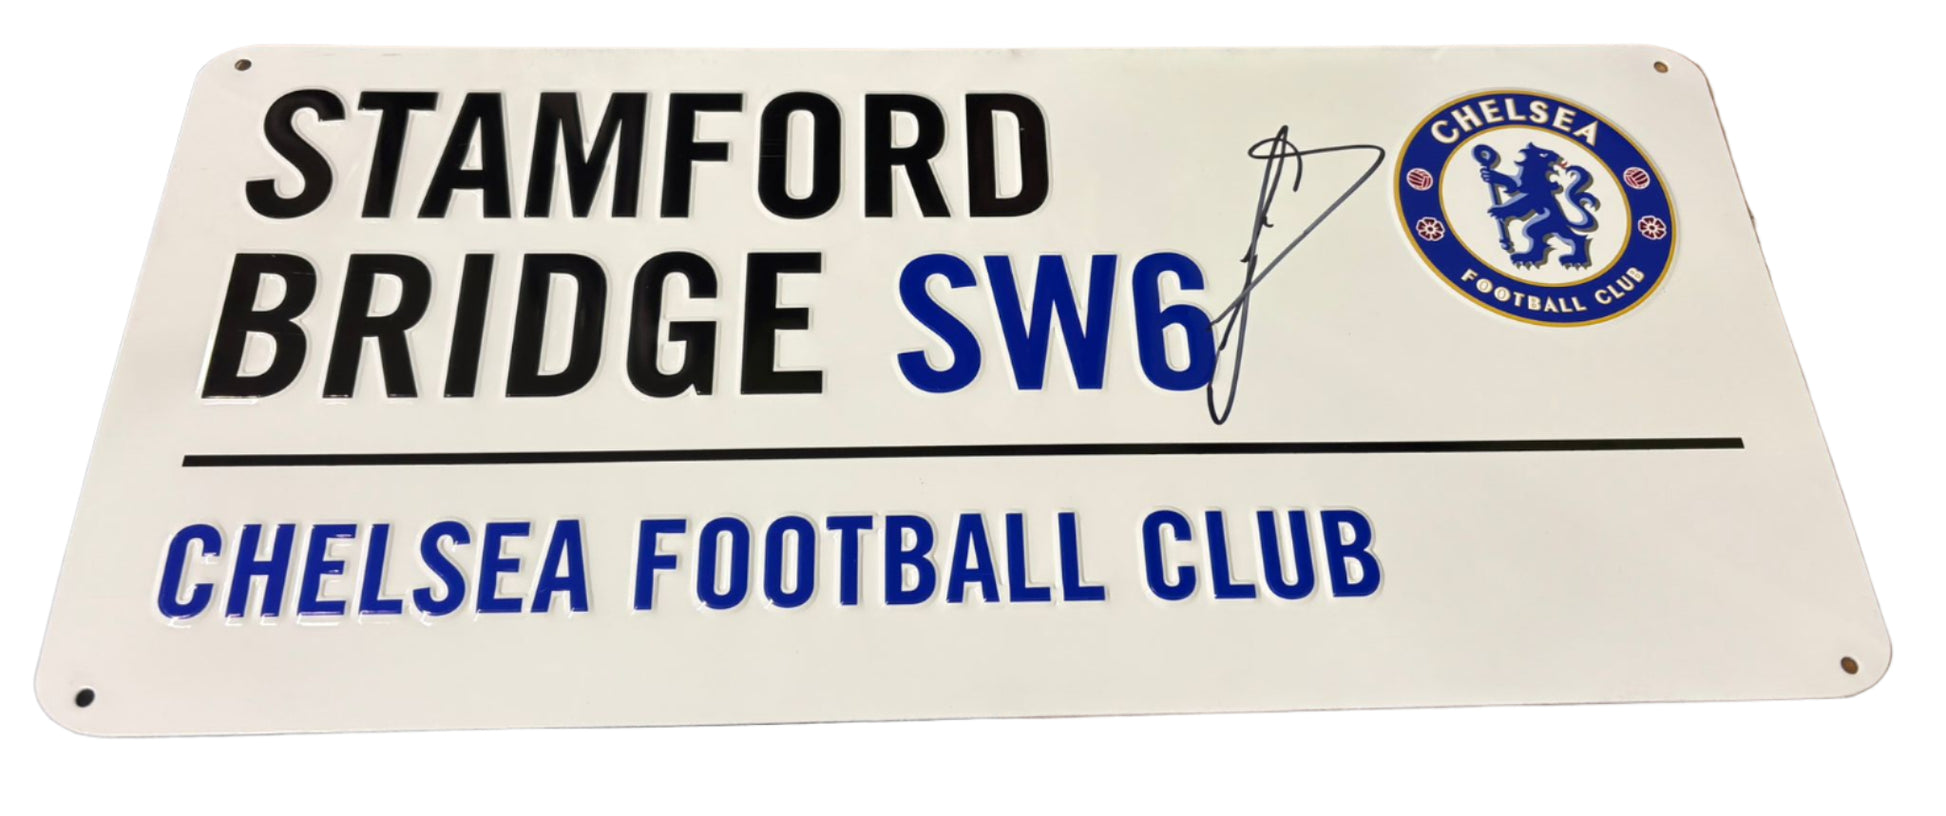 STAMFORD
BRIDGE SW6
CHELSEA
FOOTBALL CLUB
CHELSEA FOOTBALL CLUB